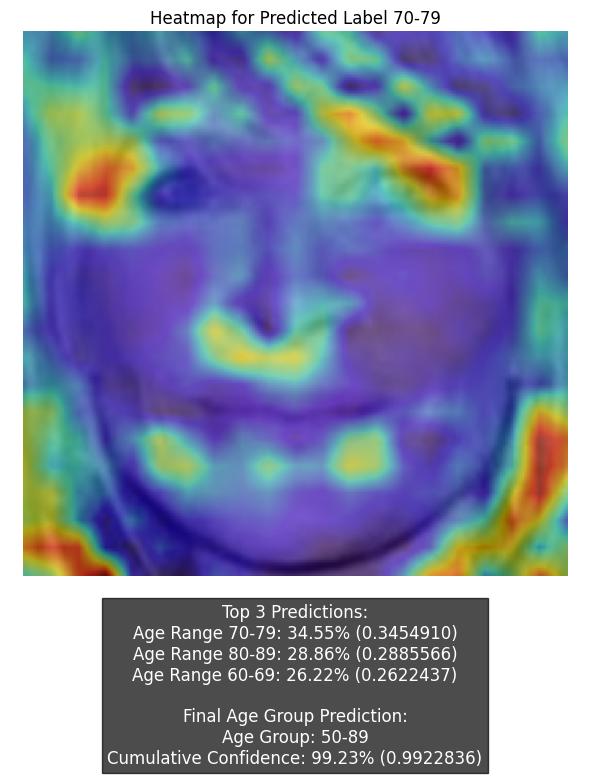 Heatmap for Predicted Label 70-79
Top 3 Predictions:
Age Range 70-79: 34.55% (0.3454910)
Age Range 80-89: 28.86% (0.2885566)
Age Range 60-69: 26.22% (0.2622437)
Final Age Group Prediction:
Age Group: 50-89
Cumulative Confidence: 99.23% (0.9922836)